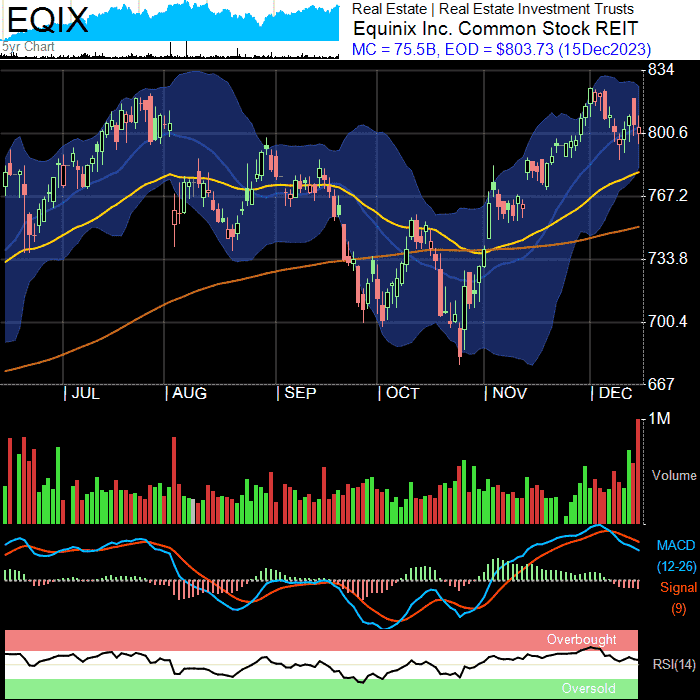 EQIX
5yr Chart
Real Estate | Real Estate Investment Trusts
Equinix Inc. Common Stock REIT
MC = 75.5B, EOD = $803.73 (15Dec2023)
834
800.6
767.2
733.8
700.4
667
| JUL | AUG | SEP | OCT | NOV | DEC
1M
Volume
MACD
(12-26)
Signal
(9)
Overbought
RSI(14)
Oversold